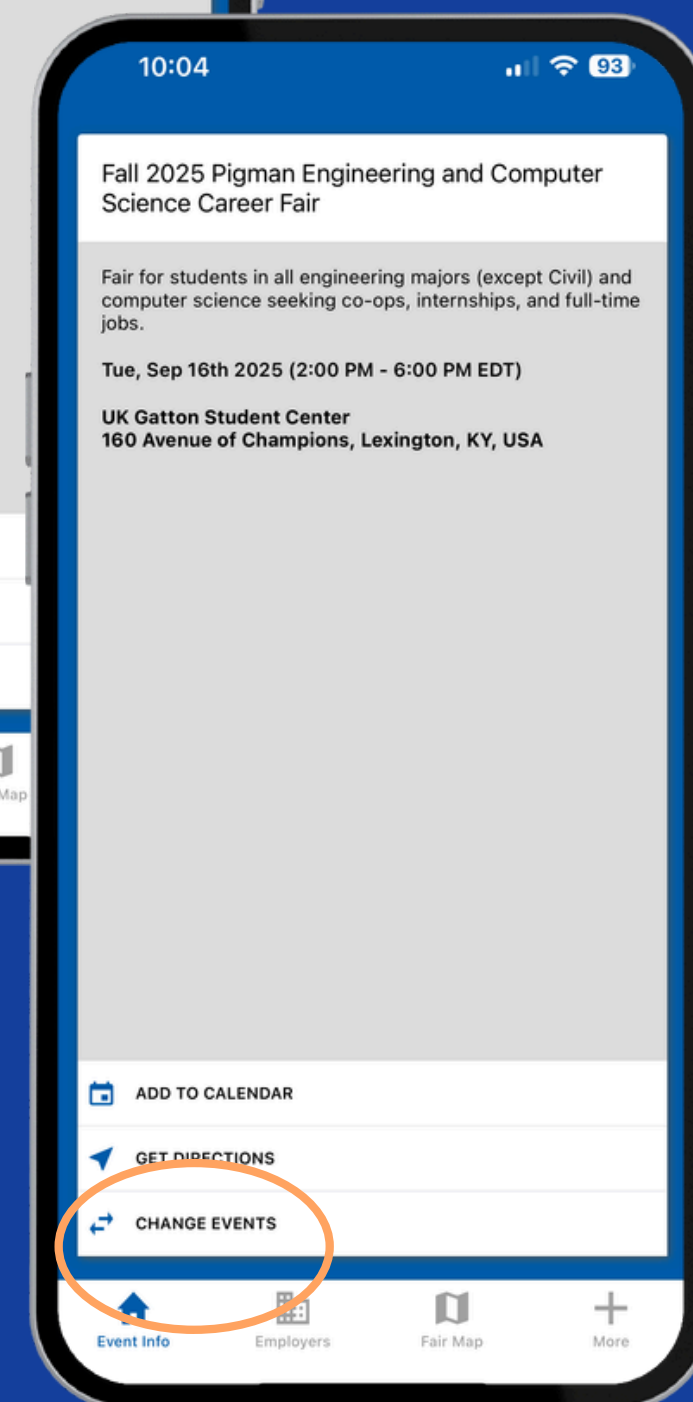 10:04
93
Fall 2025 Pigman Engineering and Computer
Science Career Fair
Fair for students in all engineering majors (except Civil) and
computer science seeking co-ops, internships, and full-time
jobs.
Tue, Sep 16th 2025 (2:00 PM - 6:00 PM EDT)
UK Gatton Student Center
160 Avenue of Champions, Lexington, KY, USA
ADD TO CALENDAR
GET DIRECTIONS
CHANGE EVENTS
Map
Event Info
Employers
Fair Map
More